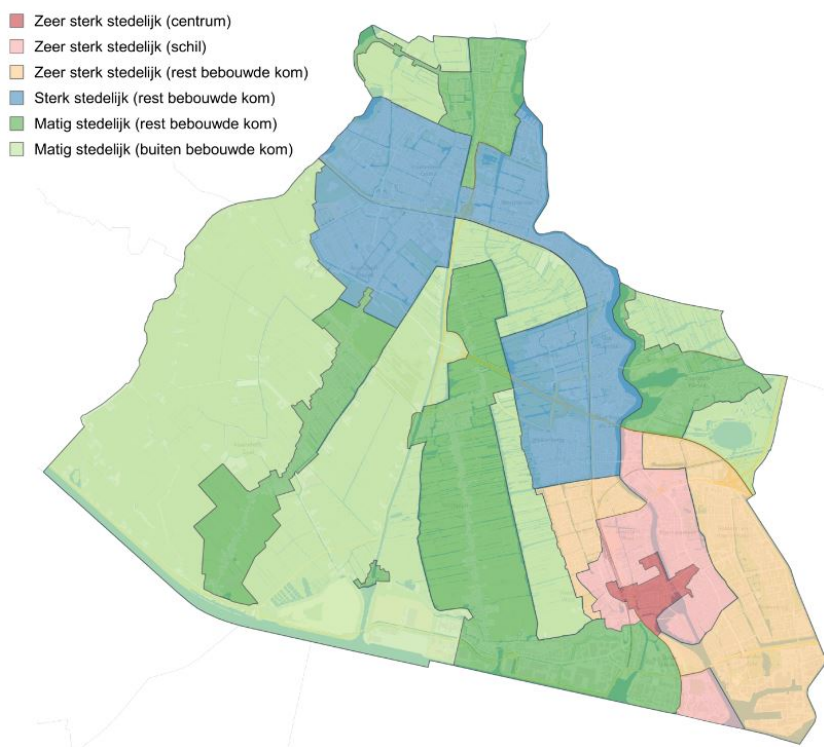 Zeer sterk stedelijk (centrum)
Zeer sterk stedelijk (schil)
Zeer sterk stedelijk (rest bebouwde kom)
Sterk stedelijk (rest bebouwde kom)
Matig stedelijk (rest bebouwde kom)
Matig stedelijk (buiten bebouwde kom)